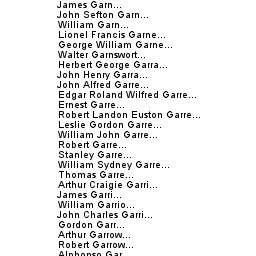 James Garn...
John Sefton Garn...
William Garn...
Lionel Francis Garne...
George William Garne...
Walter Garnswort...
Herbert George Garra...
John Henry Garra...
John Alfred Garre...
Edgar Roland Wilfred Garre...
Ernest Garre...
Robert Landon Euston Garre...
Leslie Gordon Garre...
William John Garre...
Robert Garre...
Stanley Garre...
William Sydney Garre...
Thomas Garre...
Arthur Craigie Garri...
James Garri...
William Garrio...
John Charles Garri...
Gordon Garr...
Arthur Garrow...
Robert Garrow...
Alphonso Gar...